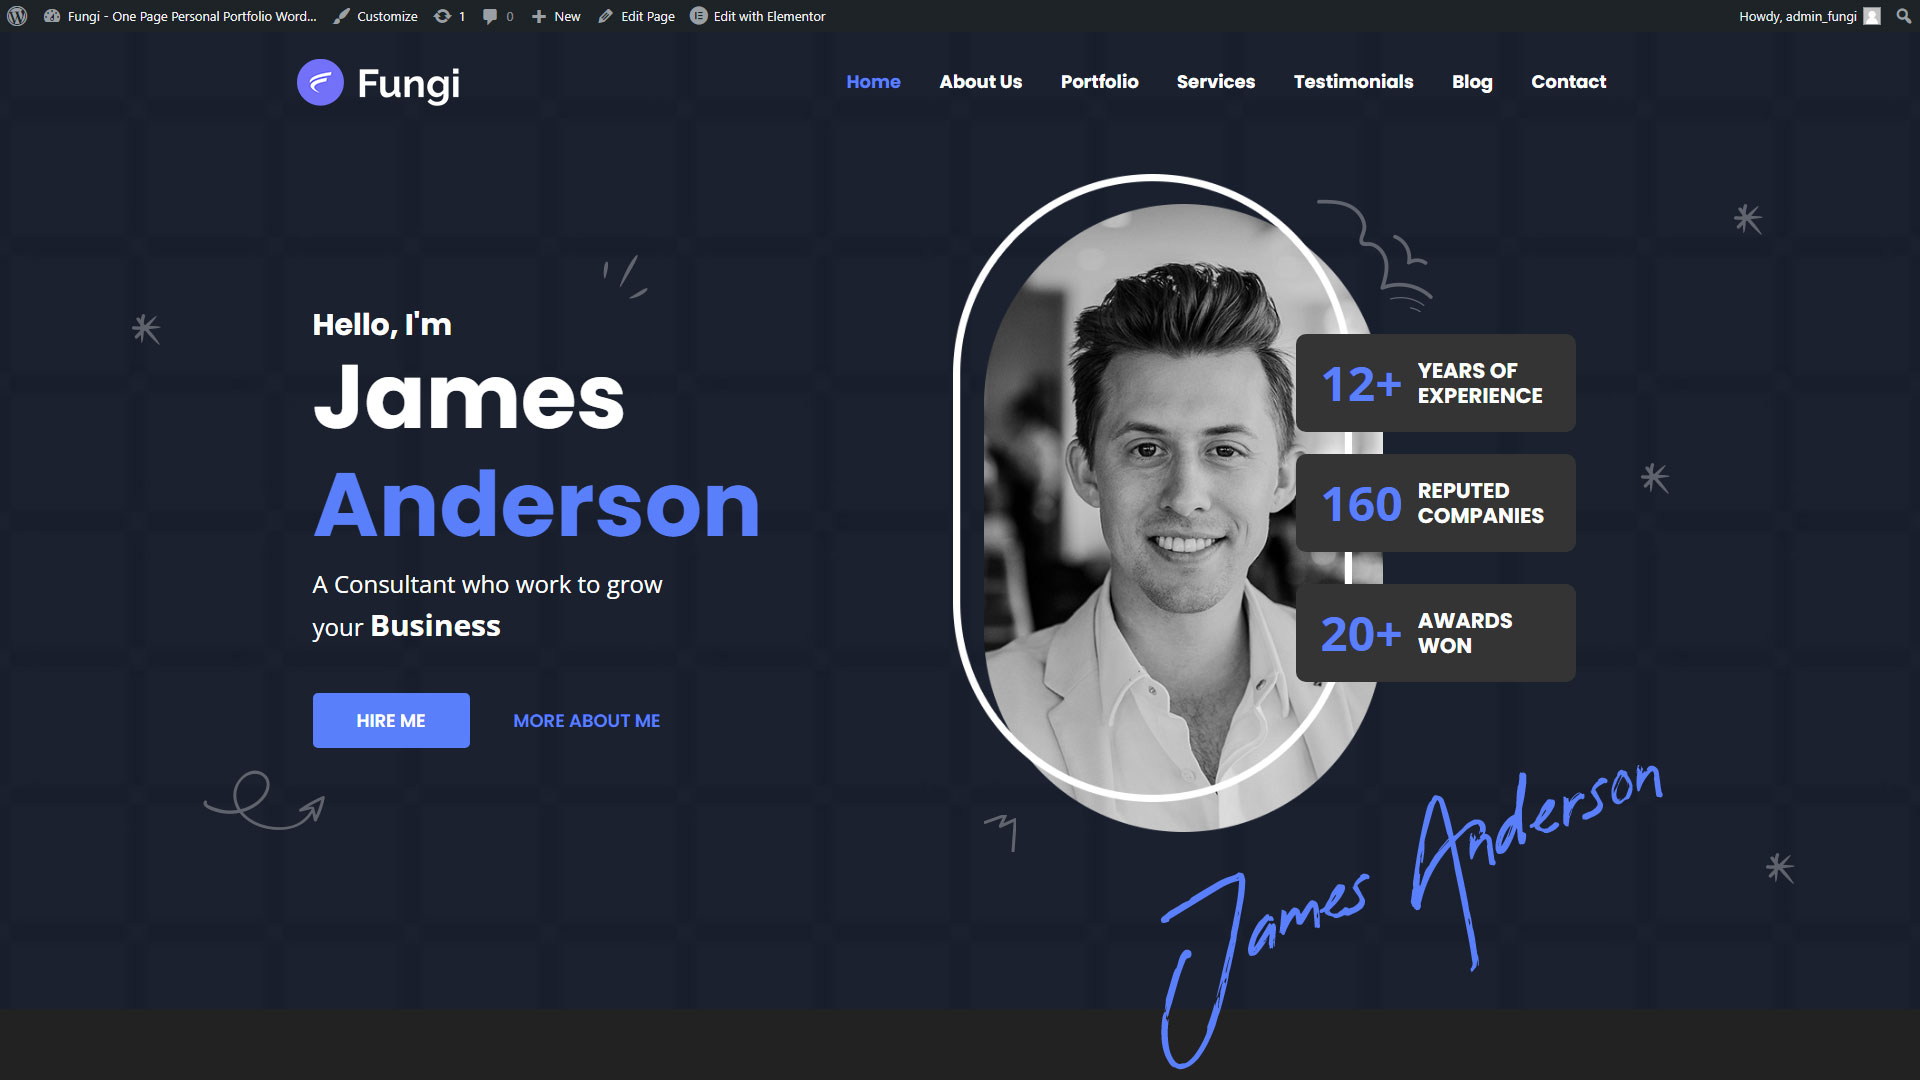 Fungi - One Page Personal Portfolio Word...
Customize
1
0
New
Edit Page
Edit with Elementor
Howdy, admin_fungi
Fungi
Home
About Us
Portfolio
Services
Testimonials
Blog
Contact
Hello, I'm
James
Anderson
A Consultant who work to grow
your Business
HIRE ME
MORE ABOUT ME
12+
YEARS OF
EXPERIENCE
160
REPUTED
COMPANIES
20+
AWARDS
WON
James Anderson